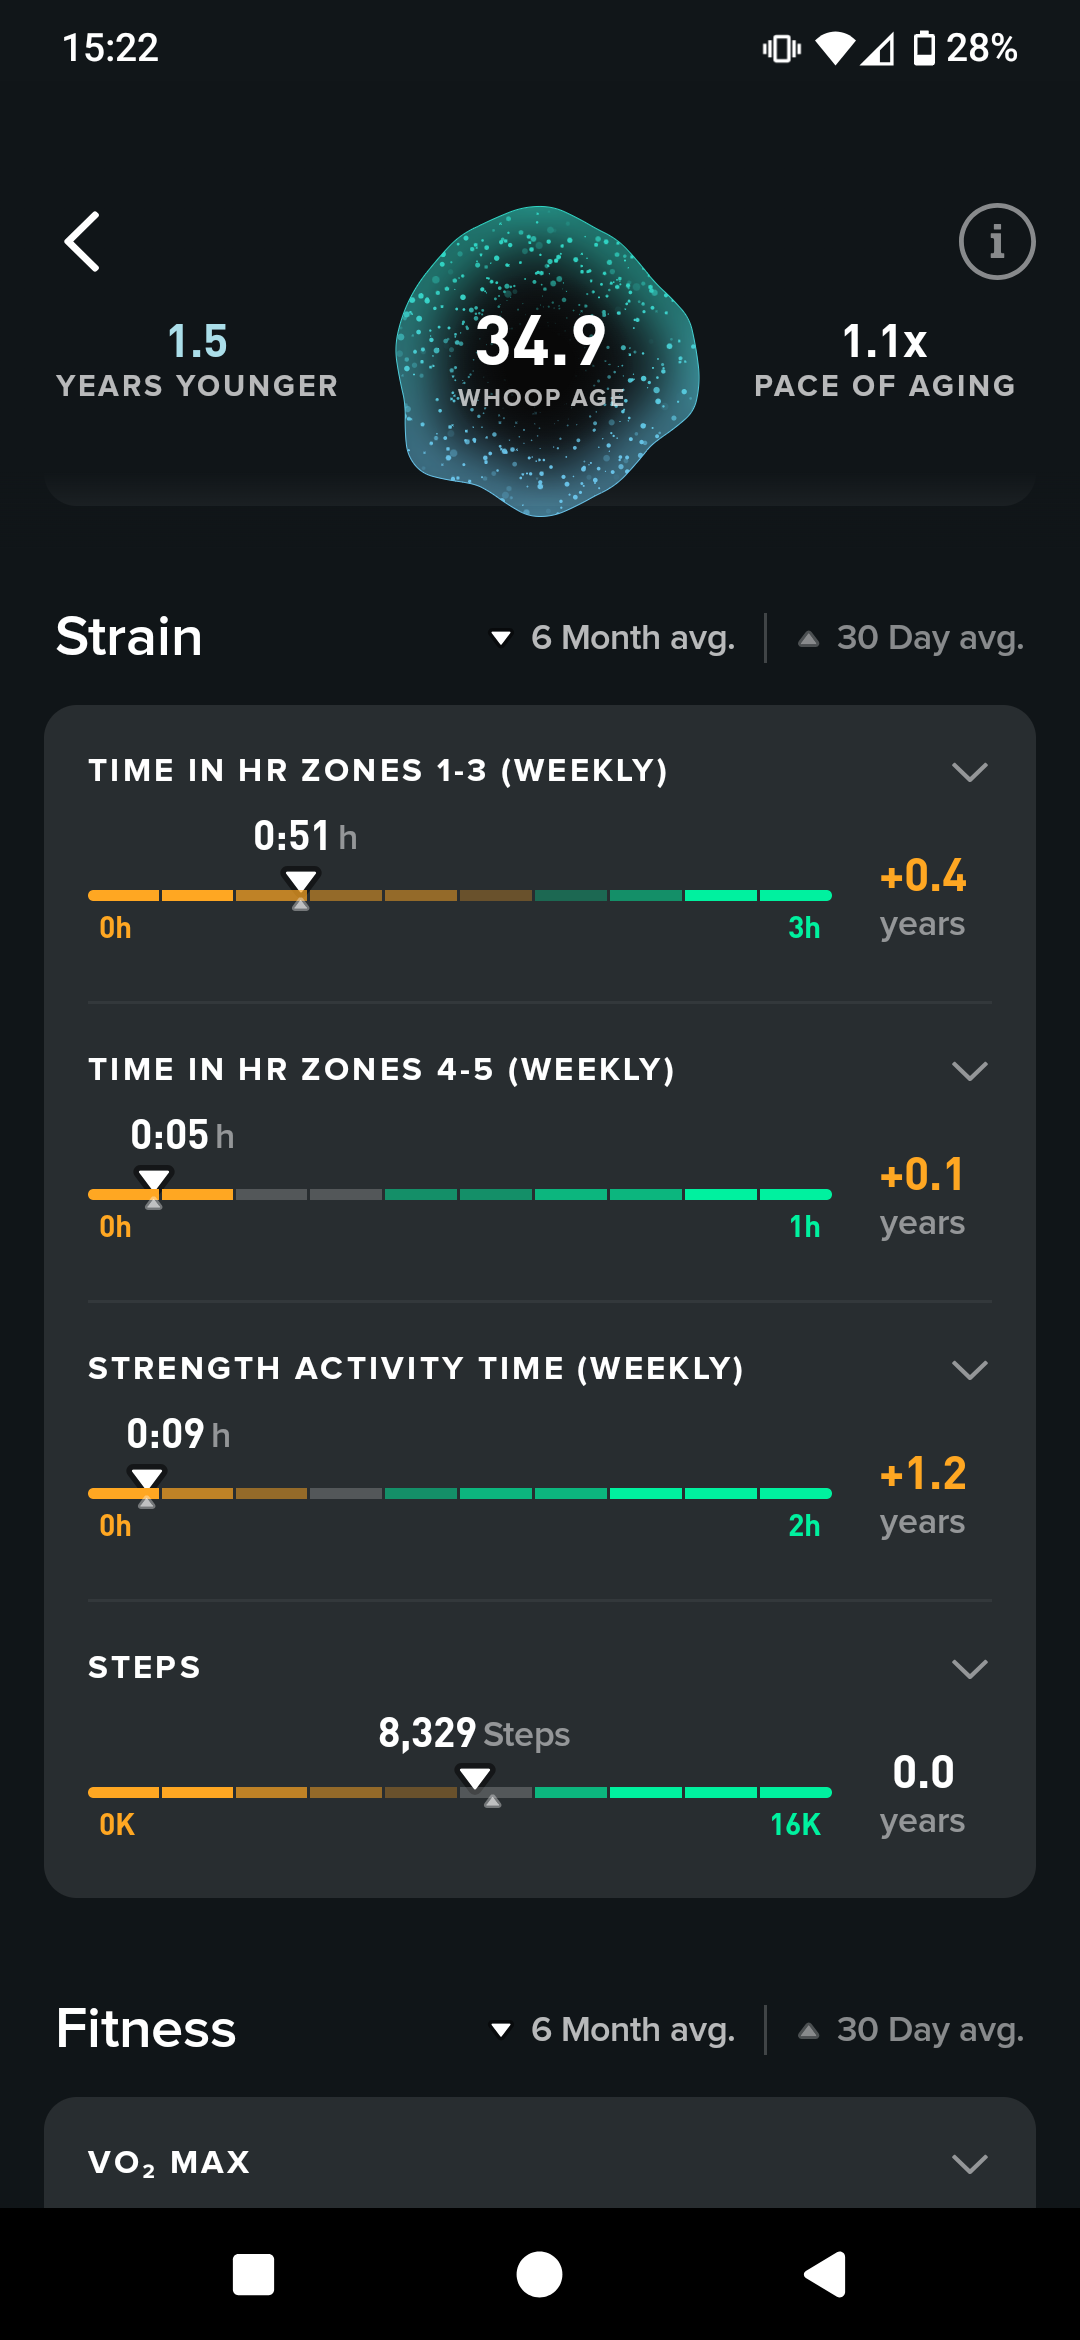 15:22 28%
1.5
YEARS YOUNGER
34.9
WHOOP AGE
1.1x
PACE OF AGING
Strain
6 Month avg. 30 Day avg.
TIME IN HR ZONES 1-3 (WEEKLY)
0:51 h
0h 3h
+0.4
years
TIME IN HR ZONES 4-5 (WEEKLY)
0:05 h
0h 1h
+0.1
years
STRENGTH ACTIVITY TIME (WEEKLY)
0:09 h
0h 2h
+1.2
years
STEPS
8,329 Steps
0K 16K
0.0
years
Fitness
6 Month avg. 30 Day avg.
VO₂ MAX